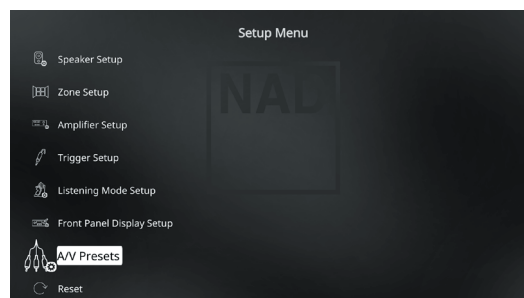 Setup Menu
Speaker Setup
Zone Setup
Amplifier Setup
Trigger Setup
Listening Mode Setup
Front Panel Display Setup
A/V Presets
Reset
NAD